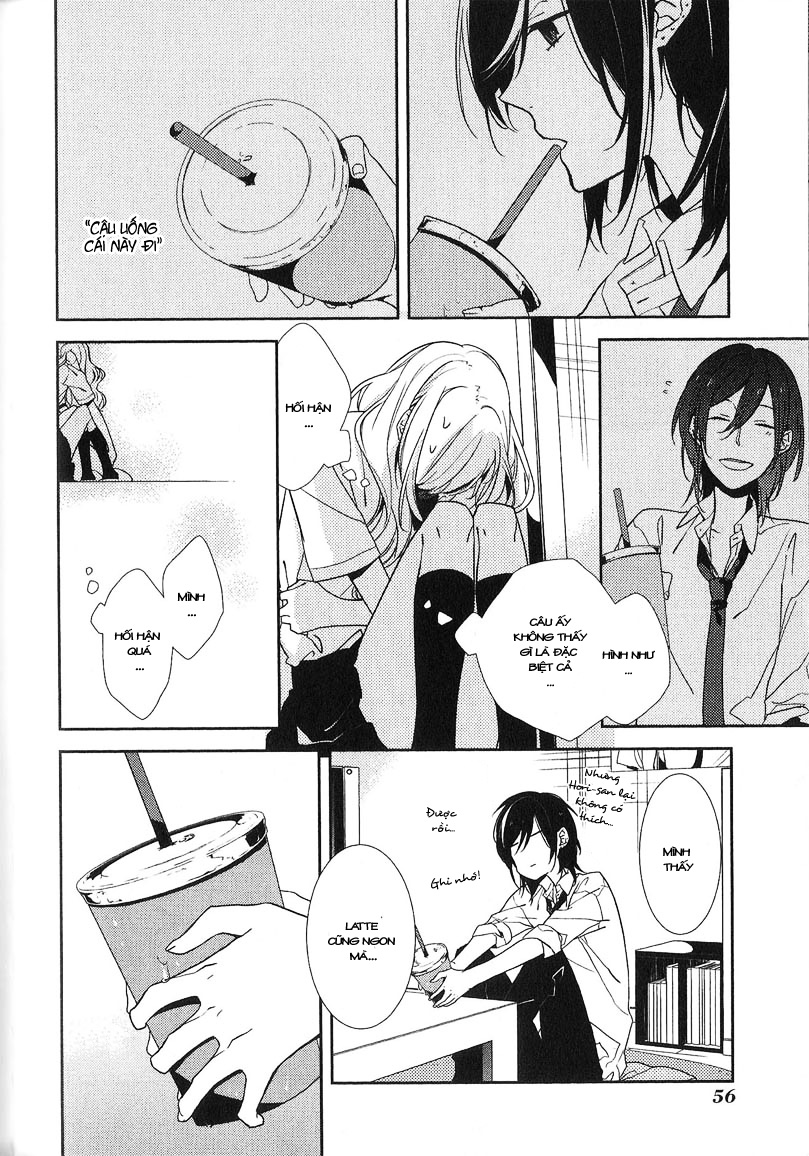 "CẬU UỐNG
CÁI NÀY ĐI"
HÌNH NHƯ
...
CÂU ẤY
KHÔNG THẤY
GÌ LÀ ĐẶC
BIỆT CẢ
...
HỐI HẬN
...
MÌNH
...
HỐI HẬN
QUÁ
...
MÌNH
THẤY
Nhưng
Hori-san lại
không có
thích...
LATTE
CŨNG NGON
MÀ....
Được
rồi...
Ghi nhớ!
56